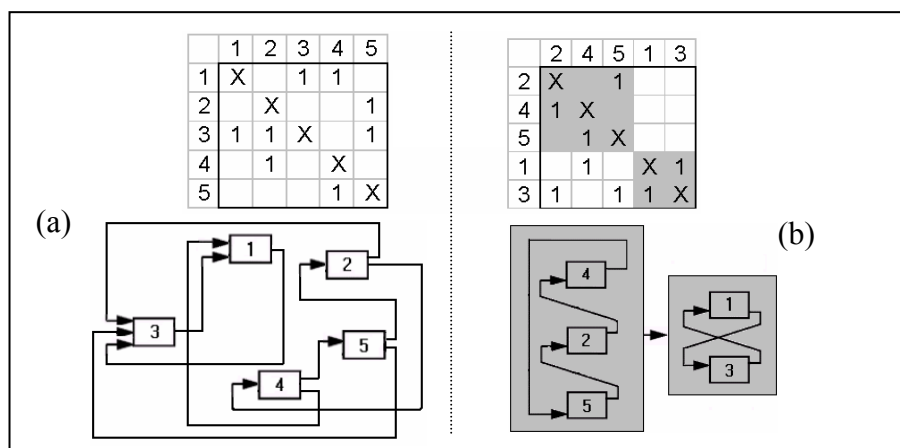 1 2 3 4 5
1 X 1 1
2 X 1
3 1 1 X 1
4 1 X
5 1 X
(a)
1
2
3
5
4
2 4 5 1 3
2 X 1
4 1 X
5 1 X
1 1 X 1
3 1 1 1 X
(b)
4
1
2
3
5